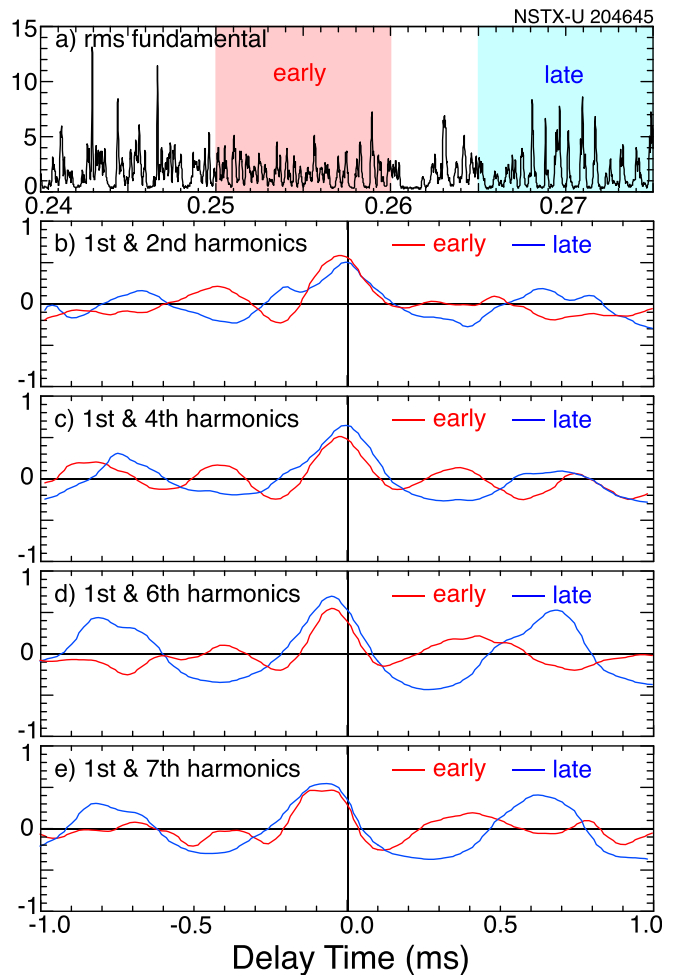 NSTX-U 204645
15
a) rms fundamental
early
late
10
5
0
0.24 0.25 0.26 0.27
1
b) 1st & 2nd harmonics
early
late
0
-1
1
c) 1st & 4th harmonics
early
late
0
-1
1
d) 1st & 6th harmonics
early
late
0
-1
1
e) 1st & 7th harmonics
early
late
0
-1
-1.0 -0.5 0.0 0.5 1.0
Delay Time (ms)